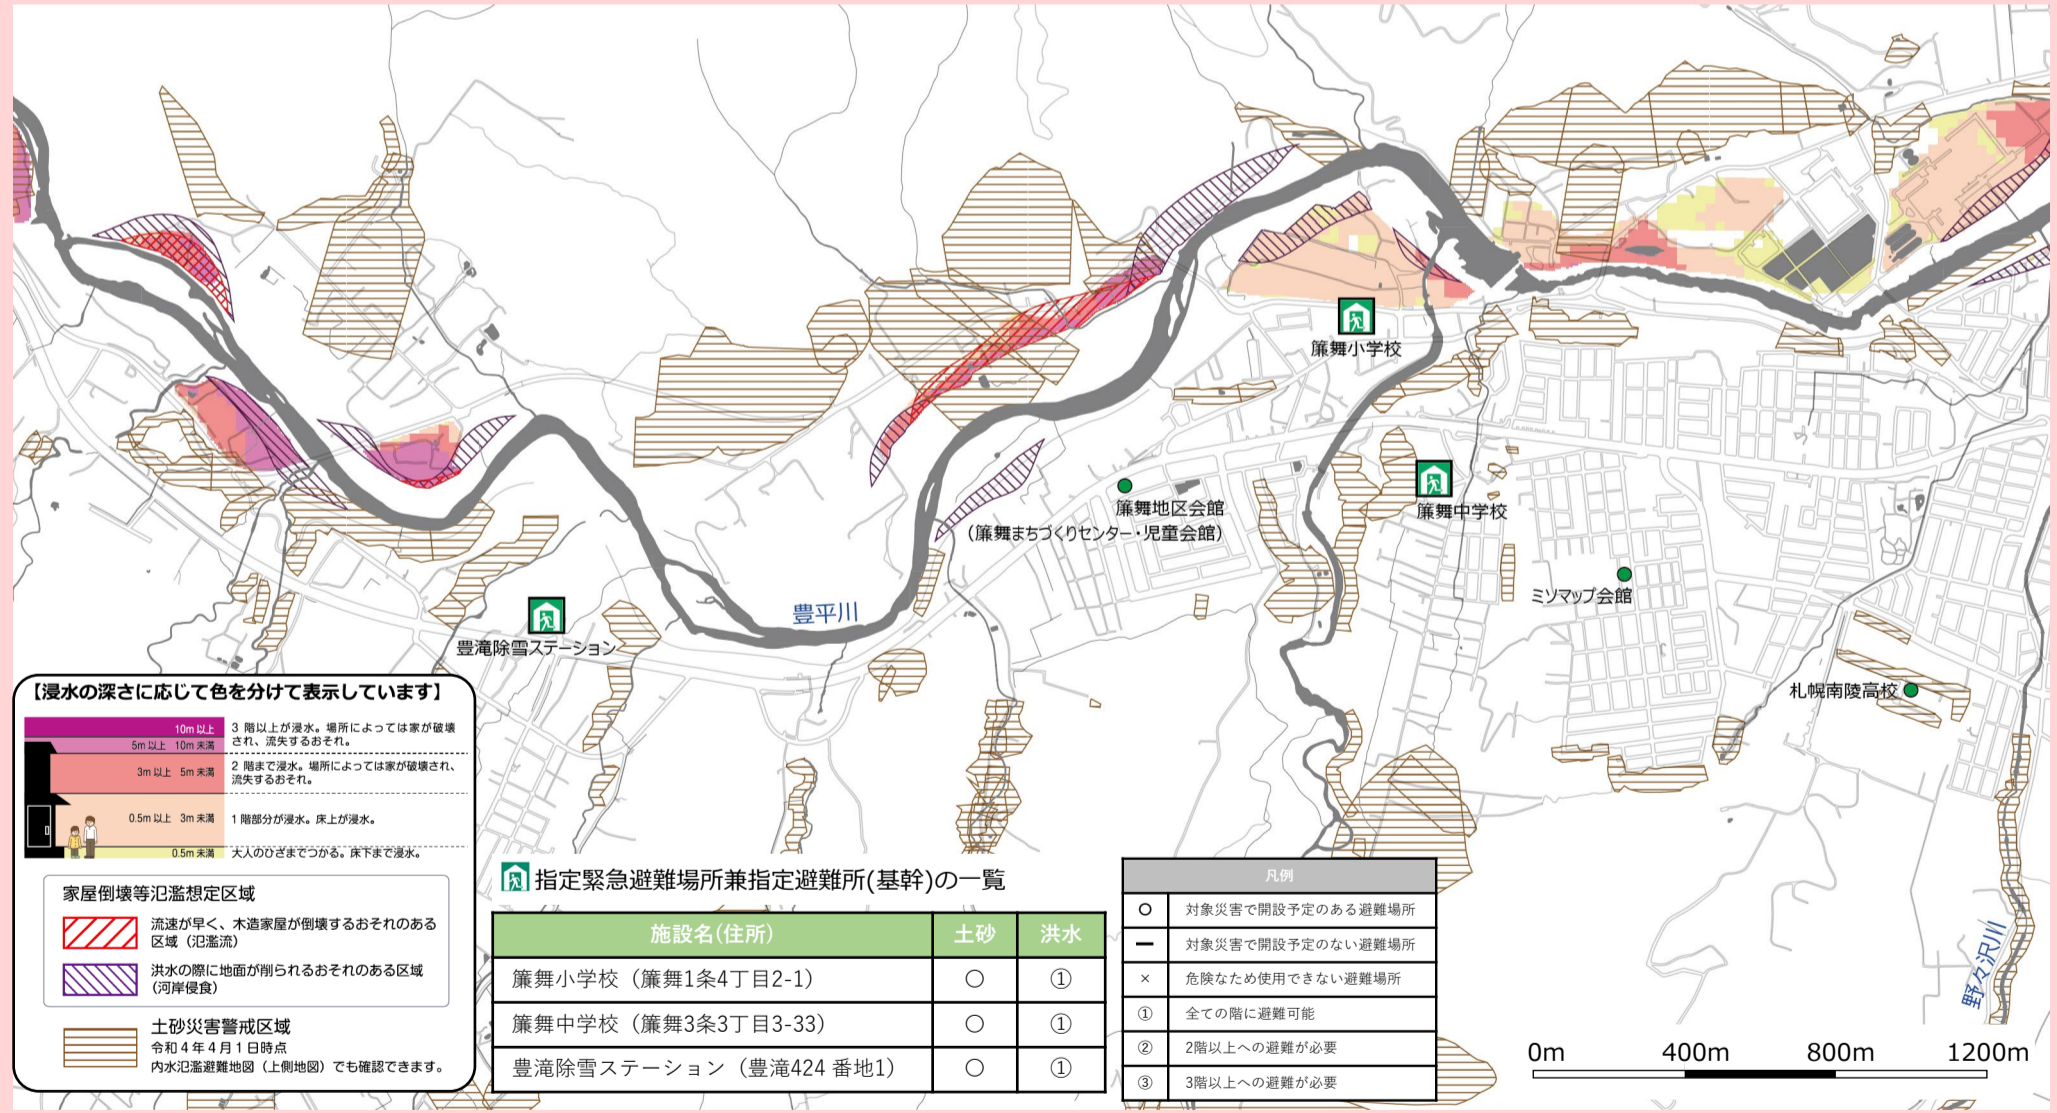 簾舞小学校
簾舞中学校
簾舞地区会館
(簾舞まちづくりセンター・児童会館)
ミソマップ会館
豊平川
豊滝除雪ステーション
札幌南陵高校
野々沢川
【浸水の深さに応じて色を分けて表示しています】
10m 以上
3 階以上が浸水。場所によっては家が破壊
され、流失するおそれ。
5m 以上 10m 未満
3m 以上 5m 未満
2 階まで浸水。場所によっては家が破壊され、
流失するおそれ。
0.5m 以上 3m 未満
1 階部分が浸水。床上が浸水。
0.5m 未満
大人のひざまでつかる。床下まで浸水。
家屋倒壊等氾濫想定区域
流速が早く、木造家屋が倒壊するおそれのある
区域（氾濫流）
洪水の際に地面が削られるおそれのある区域
（河岸侵食）
土砂災害警戒区域
令和４年４月１日時点
内水氾濫避難地図（上側地図）でも確認できます。
指定緊急避難場所兼指定避難所(基幹)の一覧
施設名(住所) 土砂 洪水
簾舞小学校（簾舞1条4丁目2-1） ○ ①
簾舞中学校（簾舞3条3丁目3-33） ○ ①
豊滝除雪ステーション（豊滝424 番地1） ○ ①
凡例
○ 対象災害で開設予定のある避難場所
ー 対象災害で開設予定のない避難場所
× 危険なため使用できない避難場所
① 全ての階に避難可能
② 2階以上への避難が必要
③ 3階以上への避難が必要
0m 400m 800m 1200m